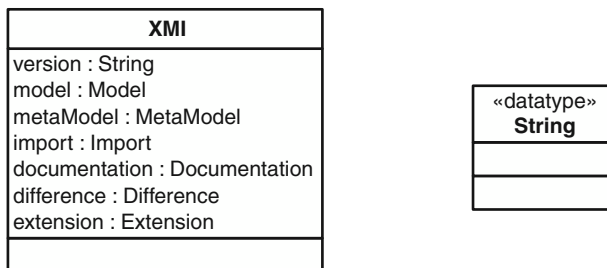 XMI
version : String
model : Model
metaModel : MetaModel
import : Import
documentation : Documentation
difference : Difference
extension : Extension
«datatype»
String